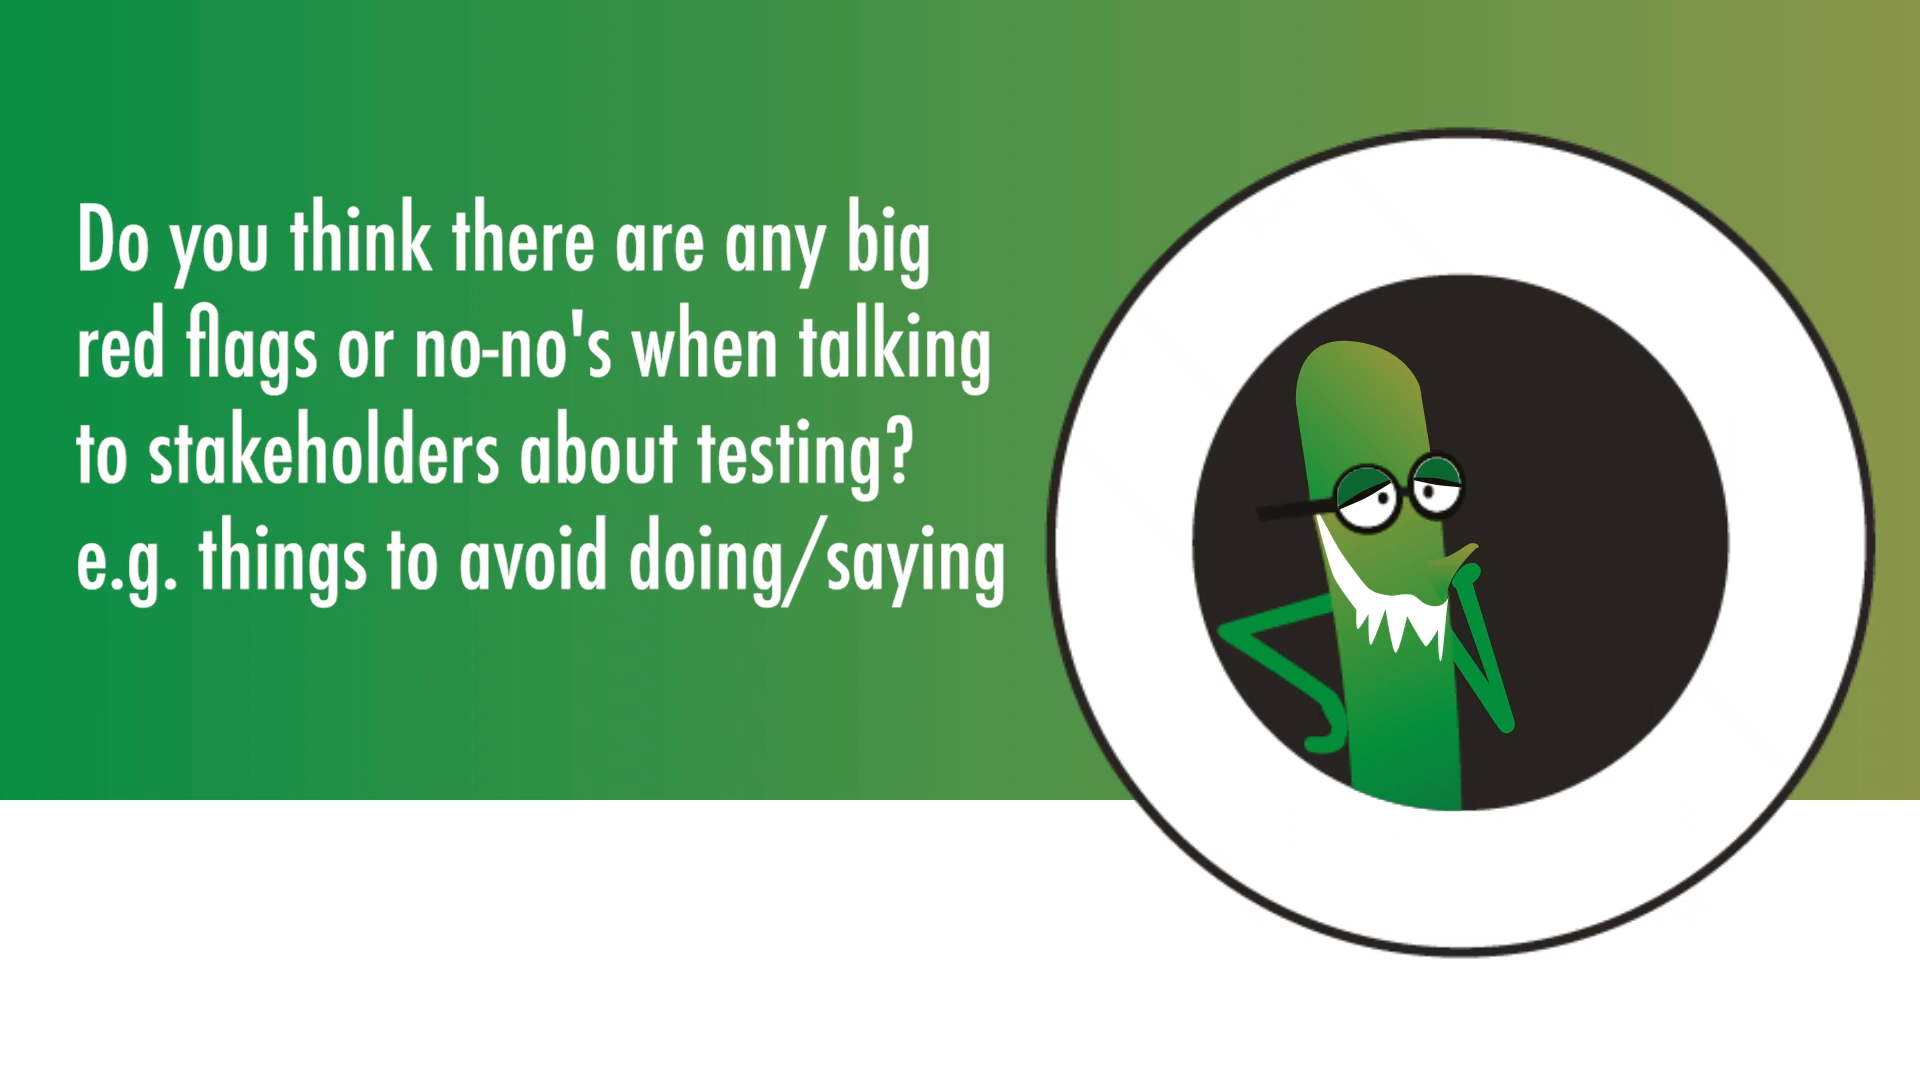 Do you think there are any big
red flags or no-no's when talking
to stakeholders about testing?
e.g. things to avoid doing/saying